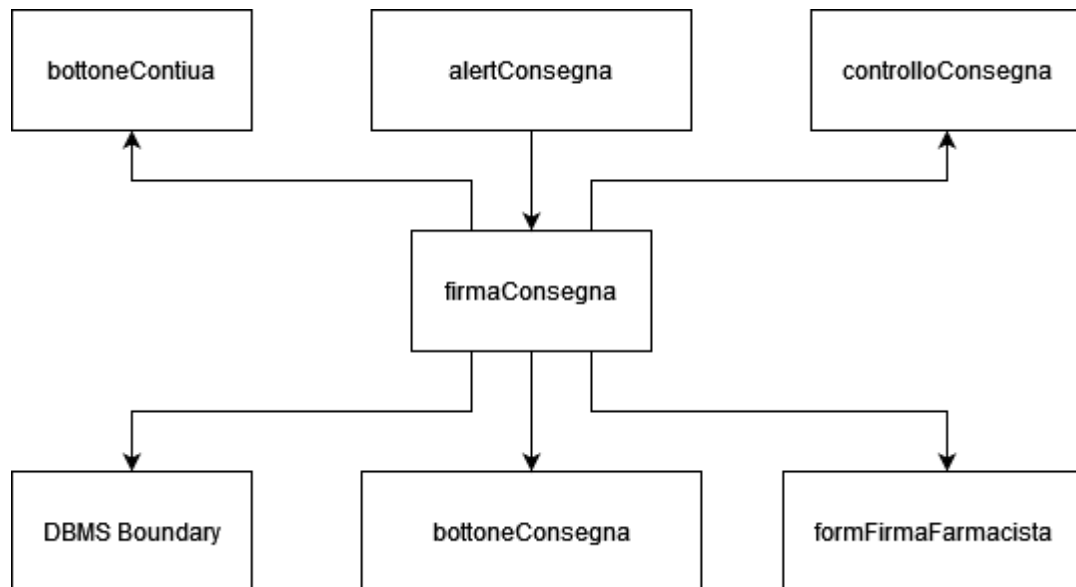 bottoneContiua
alertConsegna
controlloConsegna
firmaConsegna
DBMS Boundary
bottoneConsegna
formFirmaFarmacista